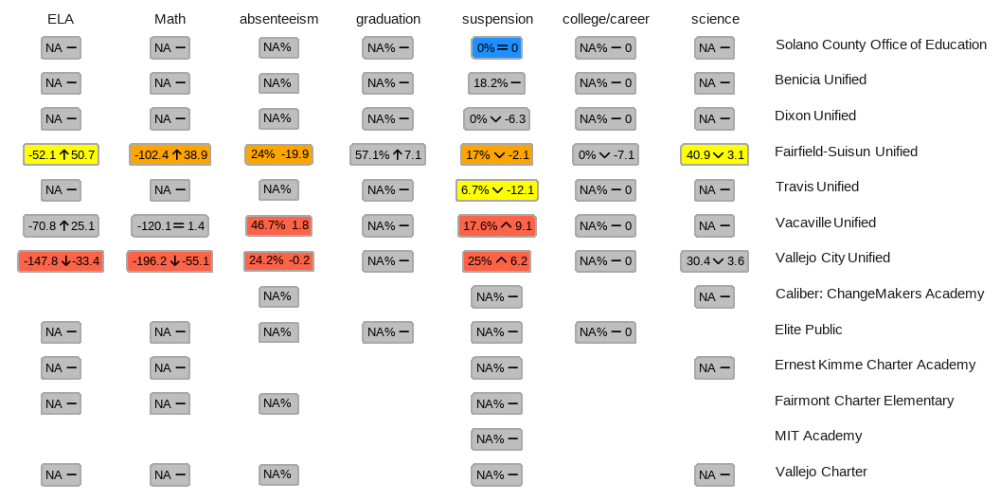 ELA Math absenteeism graduation suspension college/career science
NA − NA − NA% NA% − 0% = 0 NA% − 0 NA − Solano County Office of Education
NA − NA − NA% NA% − 18.2% − NA% − 0 NA − Benicia Unified
NA − NA − NA% NA% − 0% ⌄ -6.3 NA% − 0 NA − Dixon Unified
-52.1 ↑ 50.7 -102.4 ↑ 38.9 24% -19.9 57.1% ↑ 7.1 17% ⌄ -2.1 0% ⌄ -7.1 40.9 ⌄ 3.1 Fairfield-Suisun Unified
NA − NA − NA% NA% − 6.7% ⌄ -12.1 NA% − 0 NA − Travis Unified
-70.8 ↑ 25.1 -120.1 = 1.4 46.7% 1.8 NA% − 17.6% ⌃ 9.1 NA% − 0 NA − Vacaville Unified
-147.8 ↓ -33.4 -196.2 ↓ -55.1 24.2% -0.2 NA% − 25% ⌃ 6.2 NA% − 0 30.4 ⌄ 3.6 Vallejo City Unified
NA% NA% − NA − Caliber: ChangeMakers Academy
NA − NA − NA% NA% − NA% − NA% − 0 Elite Public
NA − NA − NA% − NA − Ernest Kimme Charter Academy
NA − NA − NA% NA% − Fairmont Charter Elementary
NA% − MIT Academy
NA − NA − NA% NA% − NA − Vallejo Charter